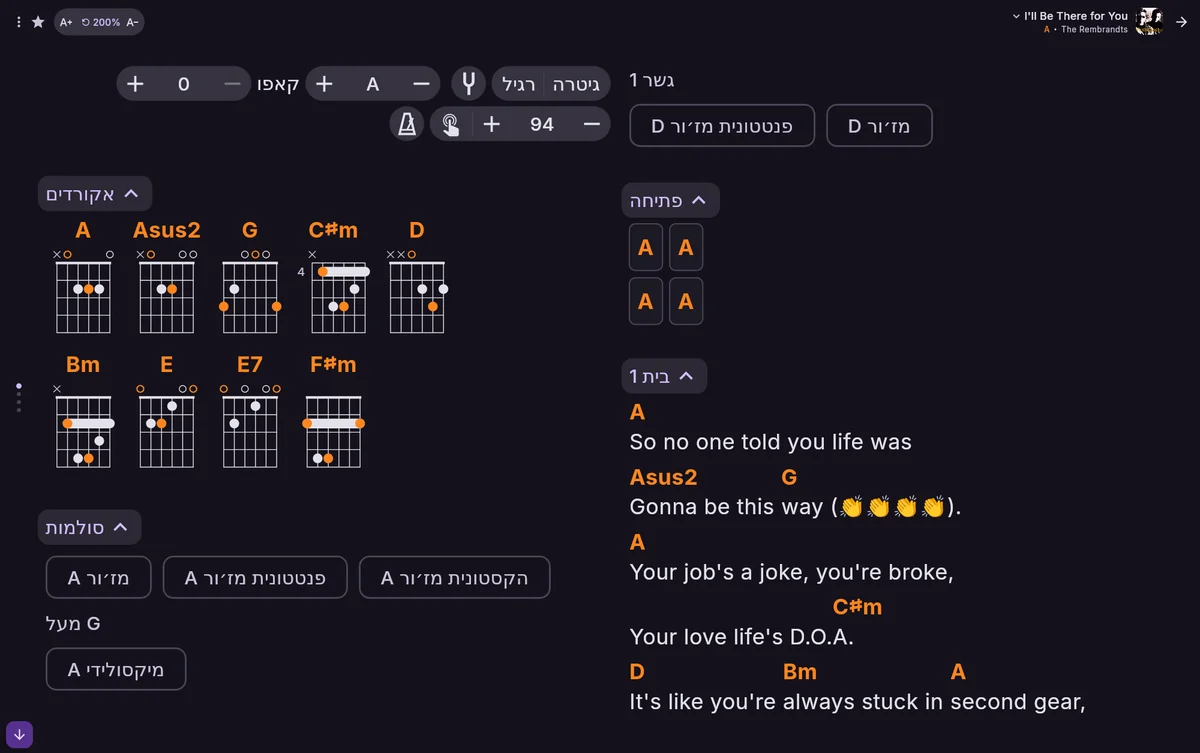 A+ 200% A-
I'll Be There for You
A • The Rembrandts
גיטרה רגיל
A
קאפו
0
94
אקורדים
A Asus2 G C#m D
4
Bm E E7 F#m
סולמות
A מז׳ור
A פנטטונית מז׳ור
A הקסטונית מז׳ור
מעל G
A מיקסולידי
גשר 1
D פנטטונית מז׳ור
D מז׳ור
פתיחה
A A
A A
בית 1
A
So no one told you life was
Asus2 G
Gonna be this way (👏👏👏👏).
A
Your job's a joke, you're broke,
C#m
Your love life's D.O.A.
D Bm A
It's like you're always stuck in second gear,